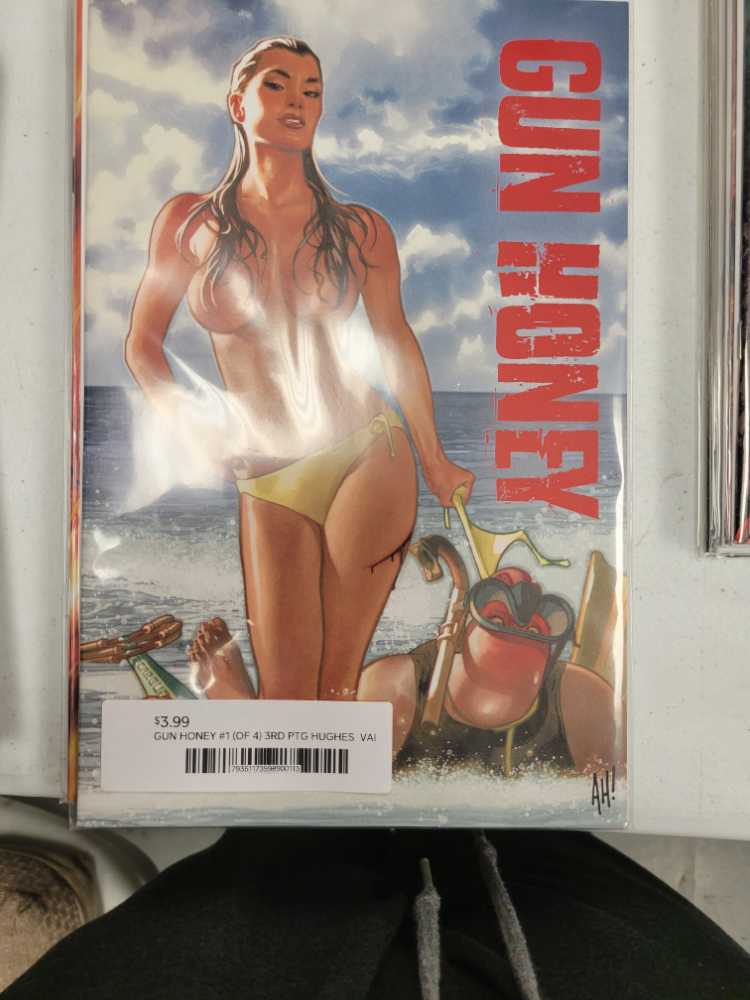 GUN HONEY
$3.99
GUN HONEY #1 (OF 4) 3RD PTG HUGHES VAI
AH!